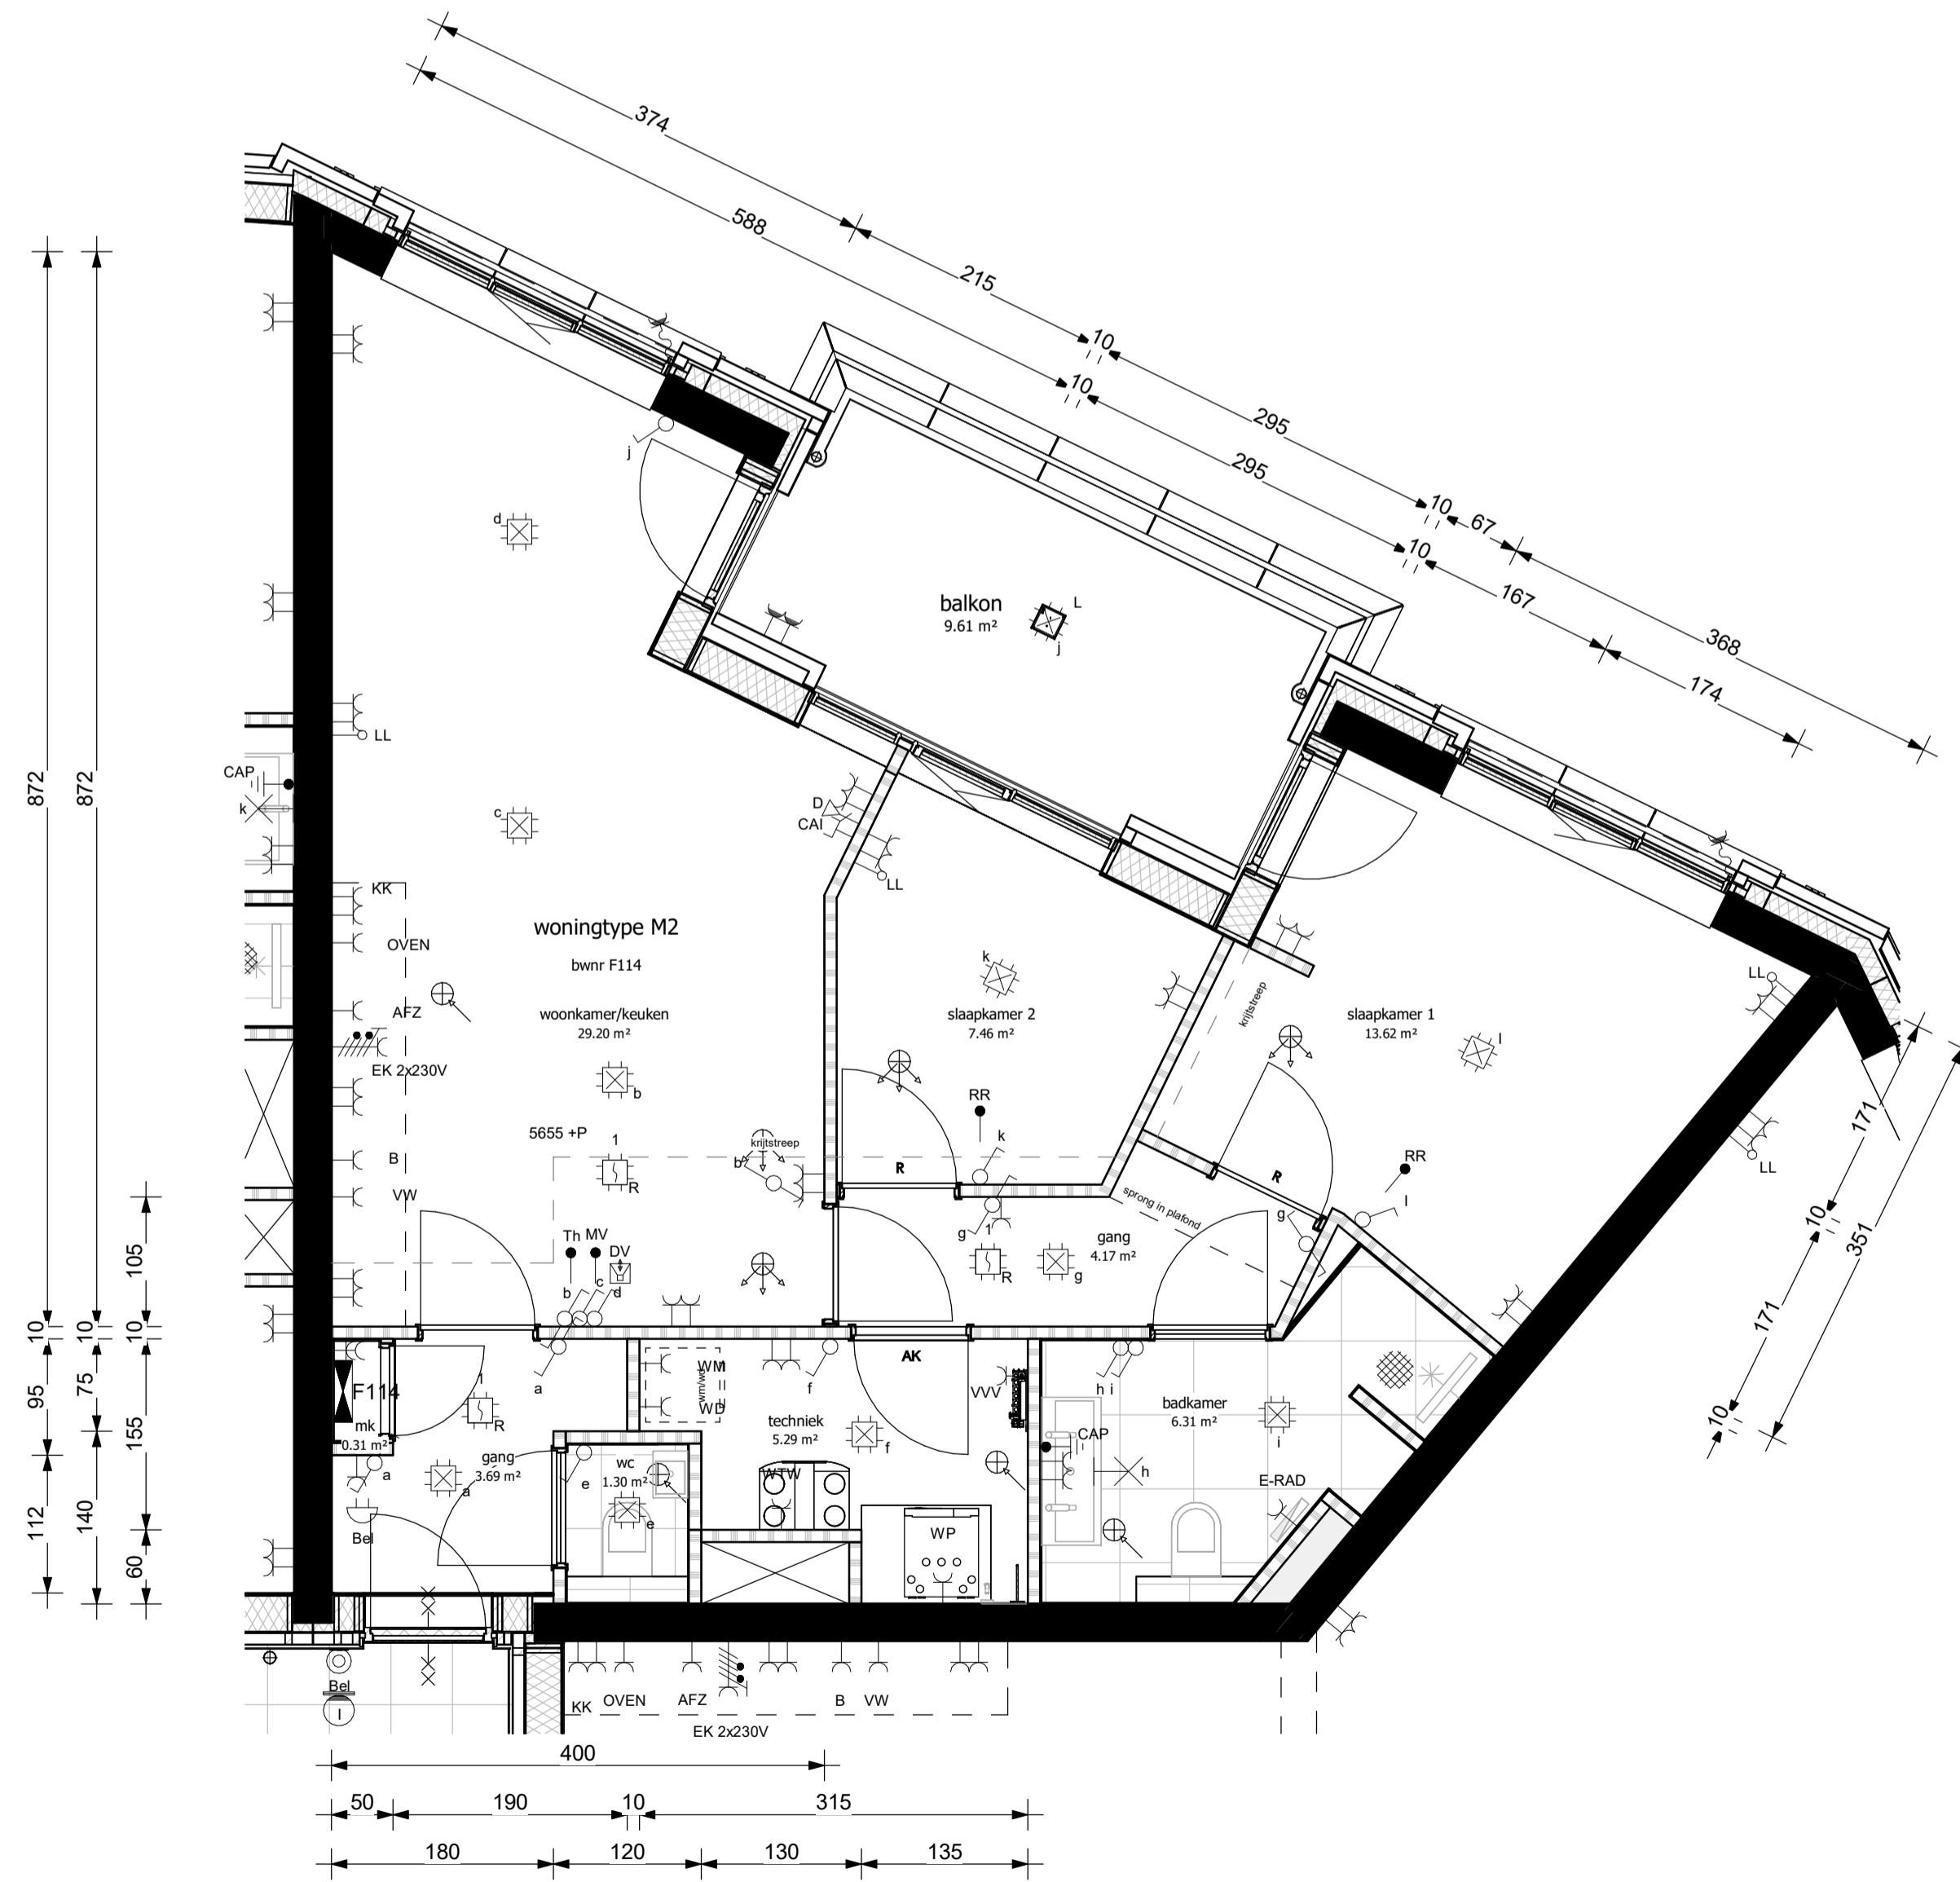 374
588
215
10
10
295
295
10
67
10
167
368
174
872
872
j
d
balkon
9.61 m²
L
j
LL
CAP
k
c
D
CAI
LL
KK
OVEN
woningtype M2
bwnr F114
k
krijtstreep
LL
AFZ
woonkamer/keuken
29.20 m²
slaapkamer 2
7.46 m²
slaapkamer 1
13.62 m²
l
EK 2x230V
b
RR
5655 +P
1
krijtstreep
b
k
R
B
R
R
RR
LL
171
10
351
171
10
VW
sprong in plafond
l
g
g
1
gang
4.17 m²
R
g
Th
MV
DV
b
c
d
105
10
10
10
AK
95
75
155
F114
mk
0.31 m²
1
R
a
WM
wm/wd
WD
f
VVV
h
i
techniek
5.29 m²
f
badkamer
6.31 m²
i
CAP
h
E-RAD
gang
3.69 m²
a
a
wc
1.30 m²
e
e
WTW
WP
Bel
112
140
60
Bel
I
KK
OVEN
AFZ
B
VW
EK 2x230V
400
50
190
10
315
180
120
130
135